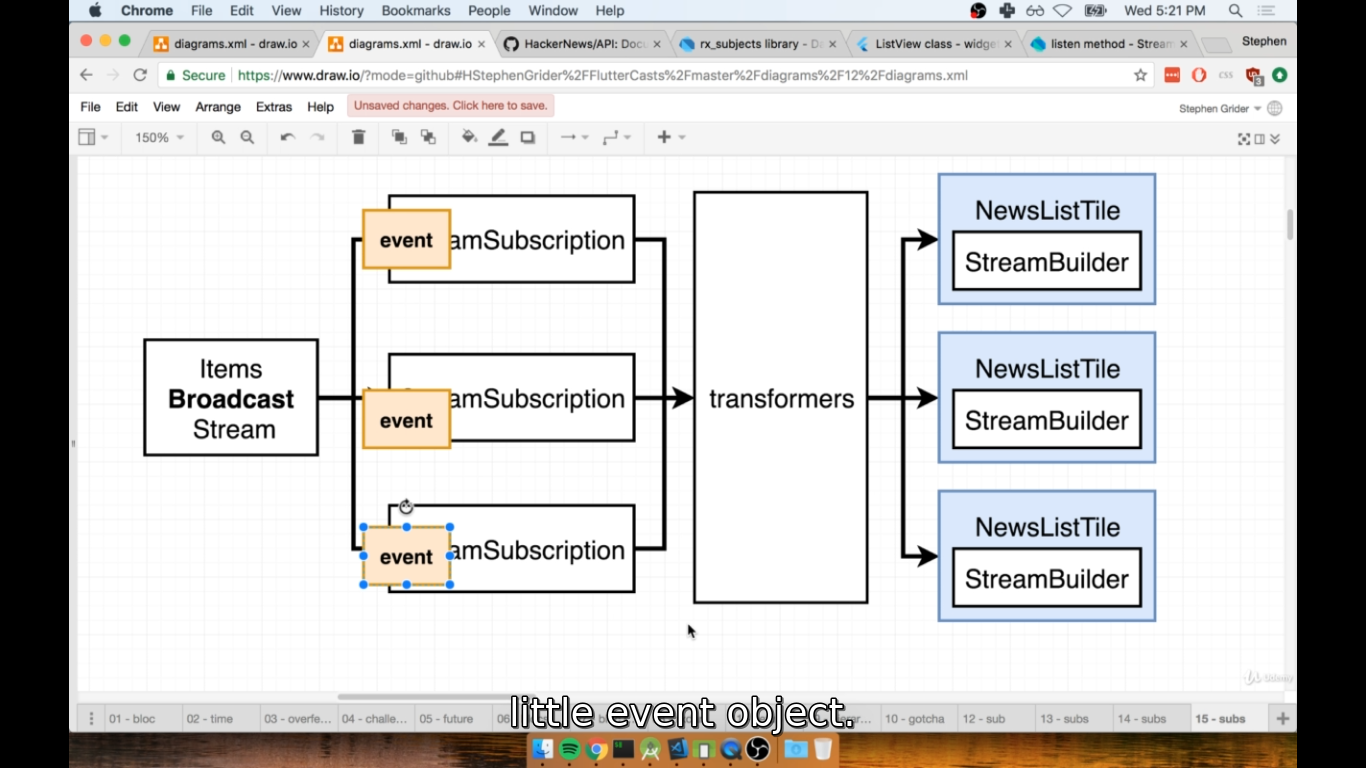 Chrome File Edit View History Bookmarks People Window Help Wed 5:21 PM
diagrams.xml - draw.io diagrams.xml - draw.io HackerNews/API: Docu rx_subjects library - D ListView class - widge listen method - Stream Stephen
Secure https://www.draw.io/?mode=github#HStephenGrider%2FFlutterCasts%2Fmaster%2Fdiagrams%2F12%2Fdiagrams.xml
File Edit View Arrange Extras Help Unsaved changes. Click here to save. Stephen Grider
150%
event
amSubscription
NewsListTile
StreamBuilder
Items
Broadcast
Stream
event
amSubscription
transformers
NewsListTile
StreamBuilder
event
amSubscription
NewsListTile
StreamBuilder
Udemy
little event object.
01 - bloc 02 - time 03 - overfe... 04 - challe... 05 - future 10 - gotcha 12 - sub 13 - subs 14 - subs 15 - subs